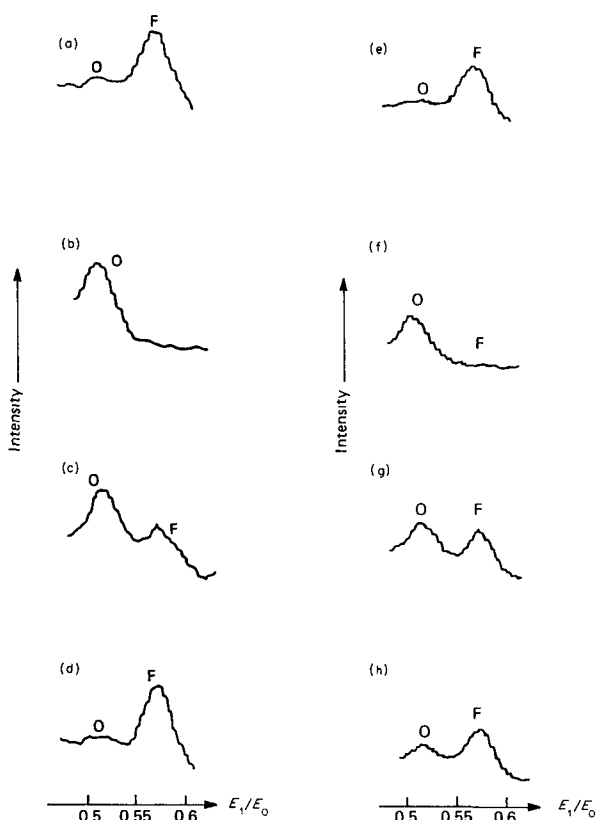 (a)
O
F
(b)
O
Intensity
(c)
O
F
(d)
O
F
0.5 0.55 0.6 E1/E0
(e)
O
F
(f)
O
F
Intensity
(g)
O
F
(h)
O
F
0.5 0.55 0.6 E1/E0